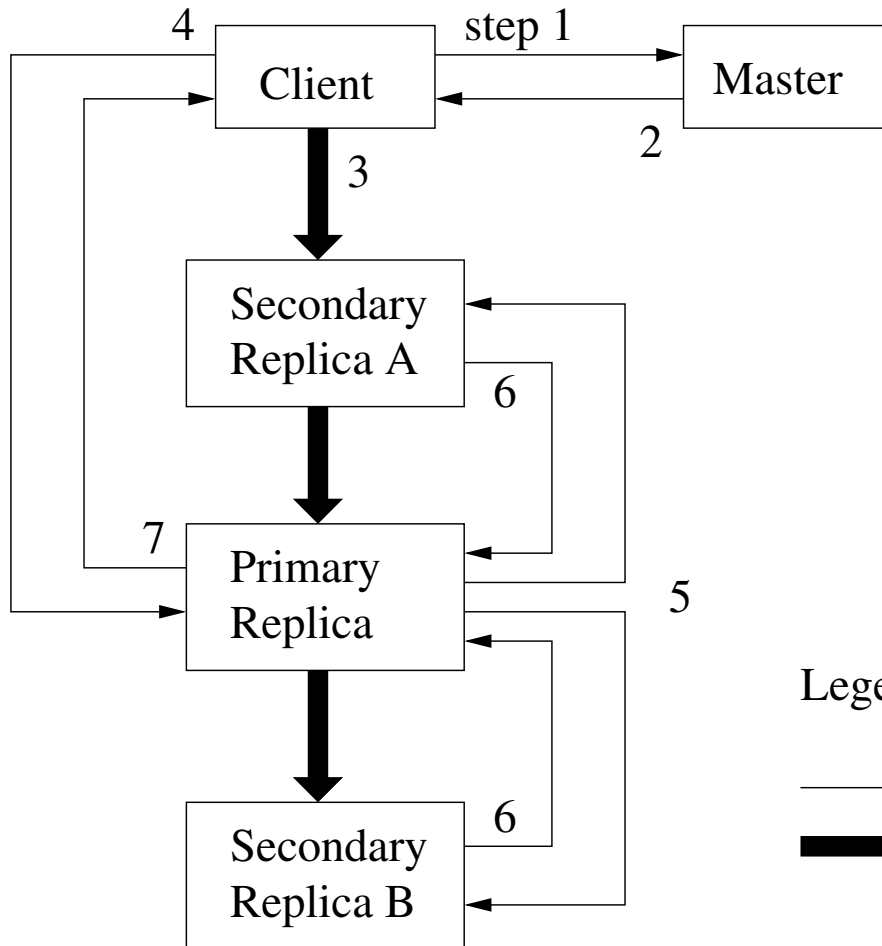 4
step 1
Client
Master
2
3
Secondary
Replica A
6
7
Primary
Replica
5
6
Secondary
Replica B